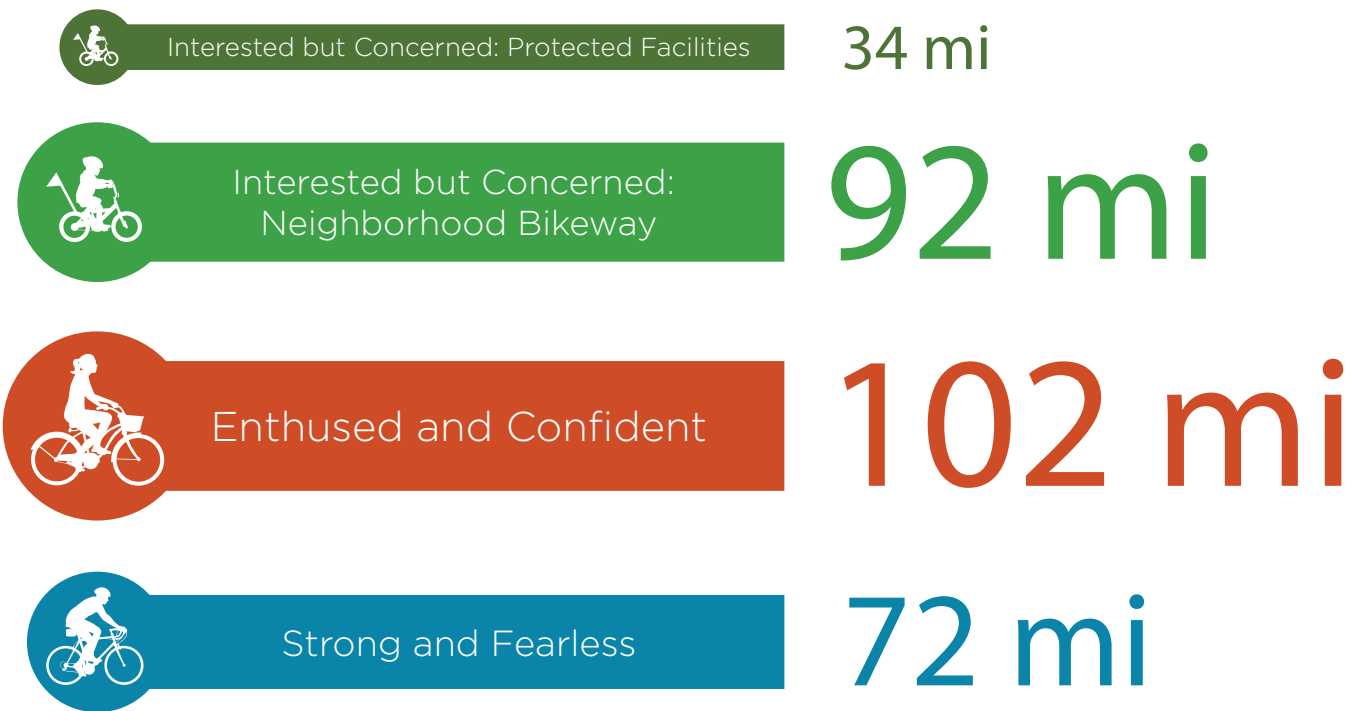 Interested but Concerned: Protected Facilities 34 mi
Interested but Concerned:
Neighborhood Bikeway
92 mi
Enthused and Confident 102 mi
Strong and Fearless 72 mi